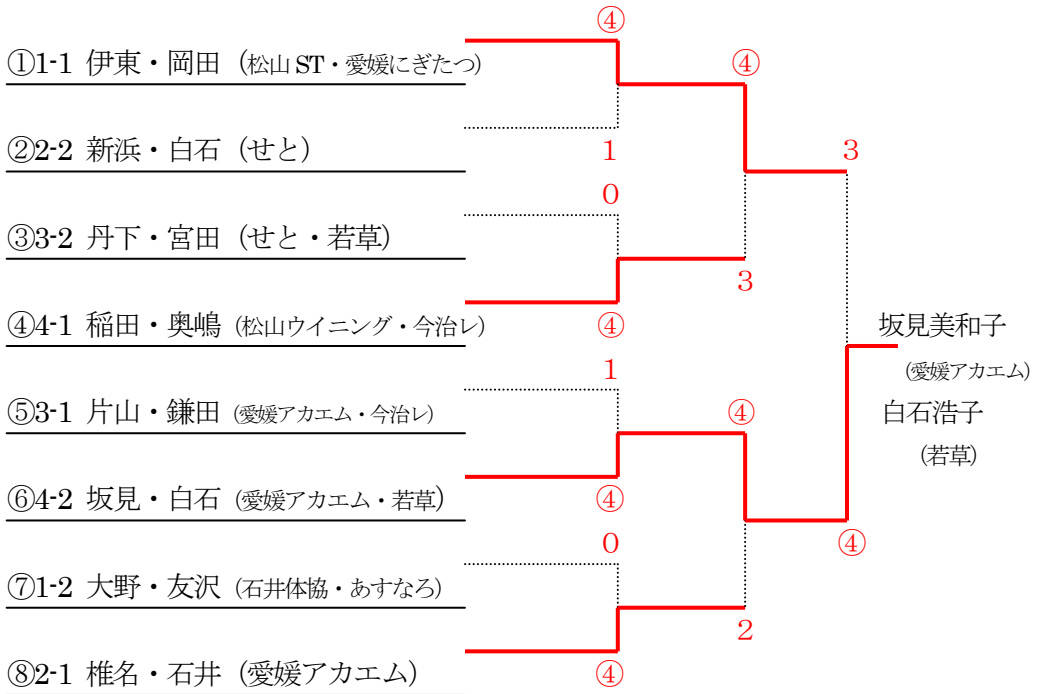 ④
①1-1 伊東・岡田 (松山 ST・愛媛にぎたつ)
④
②2-2 新浜・白石 (せと)
1
3
0
③3-2 丹下・宮田 (せと・若草)
3
④4-1 稲田・奥嶋 (松山ウイニング・今治レ)
④
坂見美和子
1
(愛媛アカエム)
⑤3-1 片山・鎌田 (愛媛アカエム・今治レ)
④
白石浩子
(若草)
⑥4-2 坂見・白石 (愛媛アカエム・若草)
④
0
④
⑦1-2 大野・友沢 (石井体協・あすなろ)
2
⑧2-1 椎名・石井 (愛媛アカエム)
④